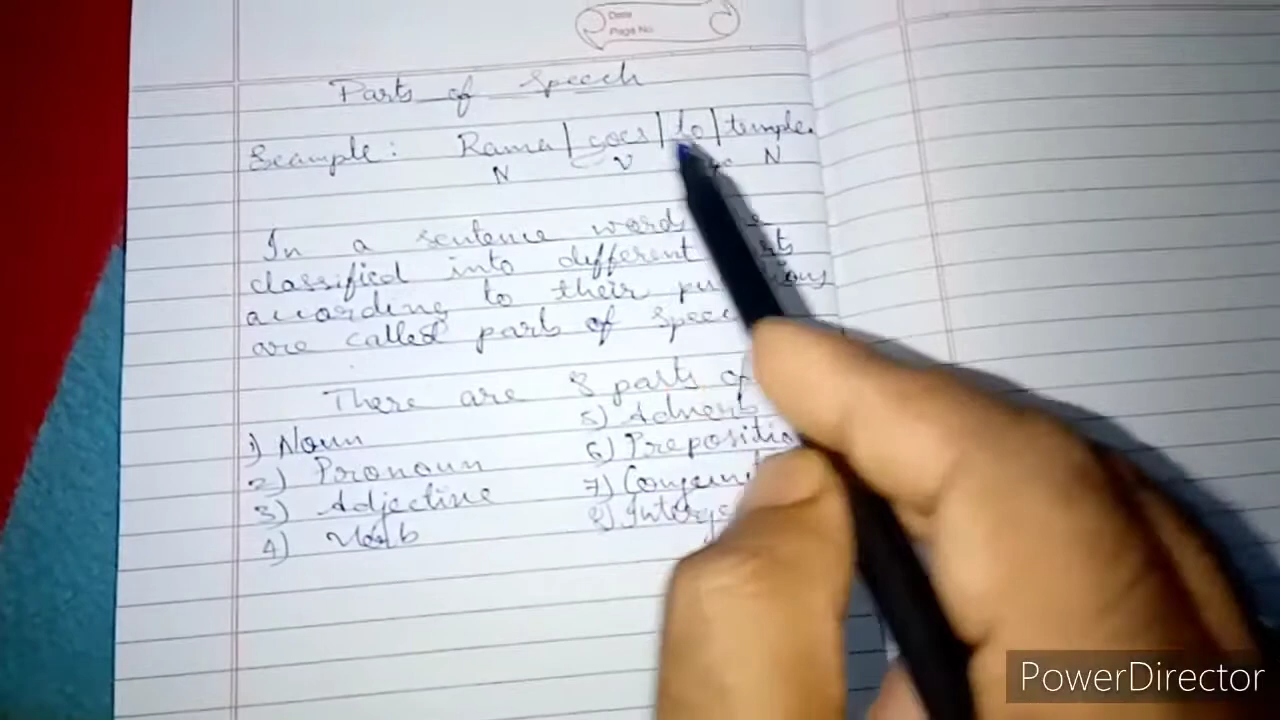 Date
Page No
Parts of speech
Example: Rama | goes | to | temple.
N V N
In a sentence words
classified into different
according to their
are called parts of
There are 8 parts of
1) Noun
2) Pronoun
3) Adjective
4) Verb
5) Adverb
6)
7)
8)
PowerDirector